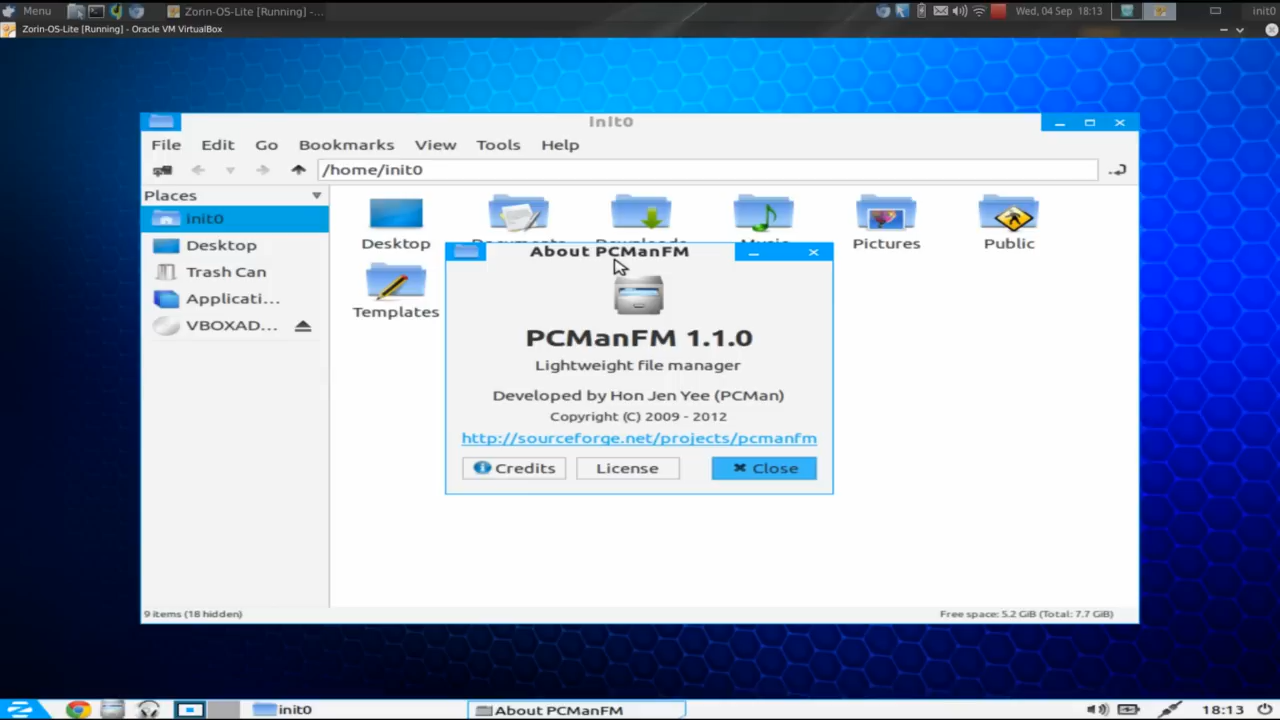 Menu
Zorin-OS-Lite [Running] - ...
Wed, 04 Sep 18:13
init0
Zorin-OS-Lite [Running] - Oracle VM VirtualBox
init0
File Edit Go Bookmarks View Tools Help
/home/init0
Places
init0
Desktop
Trash Can
Applicati...
VBOXAD...
Desktop Documents Downloads Music Pictures Public
Templates
About PCManFM
PCManFM 1.1.0
Lightweight file manager
Developed by Hon Jen Yee (PCMan)
Copyright (C) 2009 - 2012
http://sourceforge.net/projects/pcmanfm
Credits License Close
9 items (18 hidden)
Free space: 5.2 GiB (Total: 7.7 GiB)
init0
About PCManFM
18:13